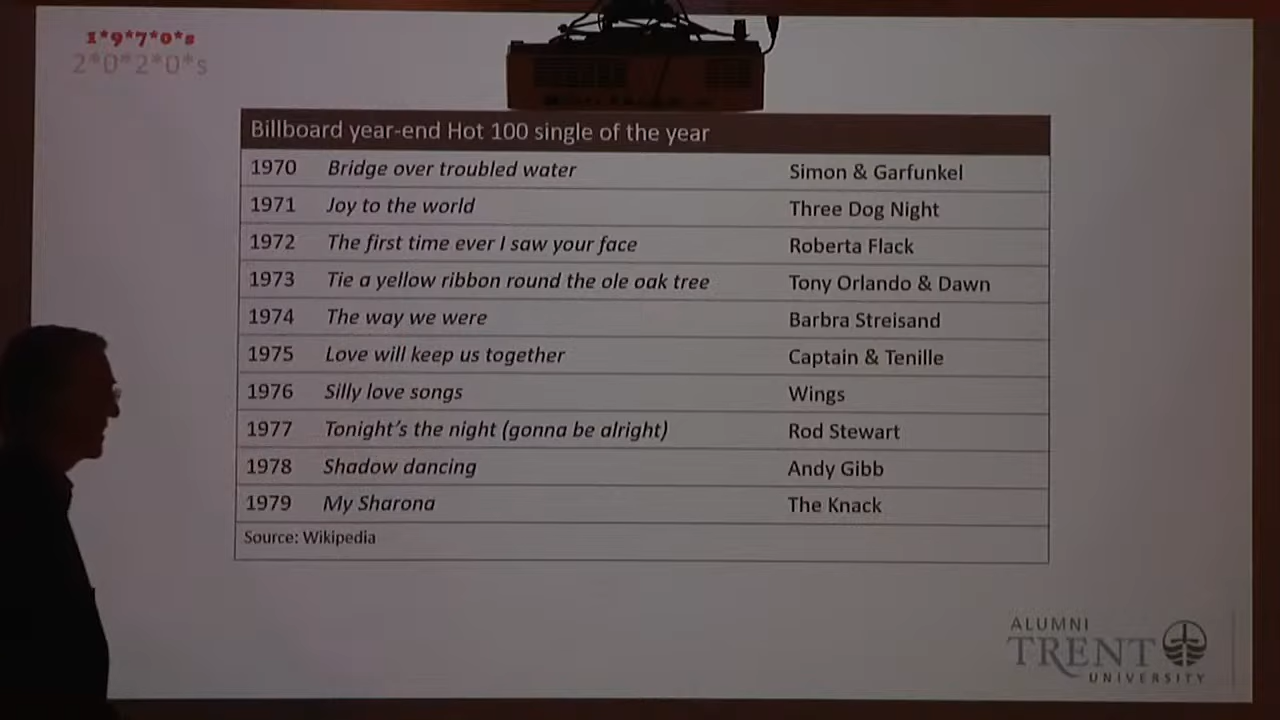 1*9*7*0*s
2*0*2*0*s
Billboard year-end Hot 100 single of the year
1970 Bridge over troubled water Simon & Garfunkel
1971 Joy to the world Three Dog Night
1972 The first time ever I saw your face Roberta Flack
1973 Tie a yellow ribbon round the ole oak tree Tony Orlando & Dawn
1974 The way we were Barbra Streisand
1975 Love will keep us together Captain & Tenille
1976 Silly love songs Wings
1977 Tonight's the night (gonna be alright) Rod Stewart
1978 Shadow dancing Andy Gibb
1979 My Sharona The Knack
Source: Wikipedia
ALUMNI
TRENT
UNIVERSITY